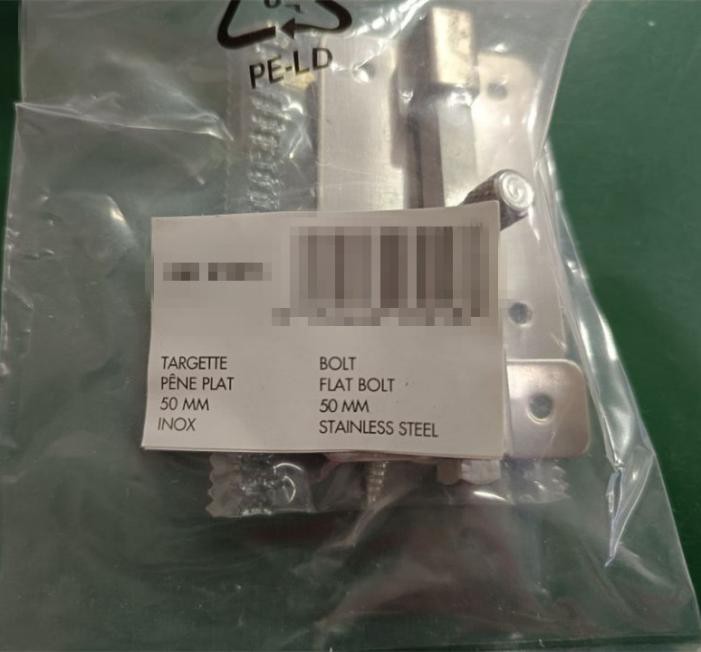 PE-LD
TARGETTE
PÊNE PLAT
50 MM
INOX
BOLT
FLAT BOLT
50 MM
STAINLESS STEEL